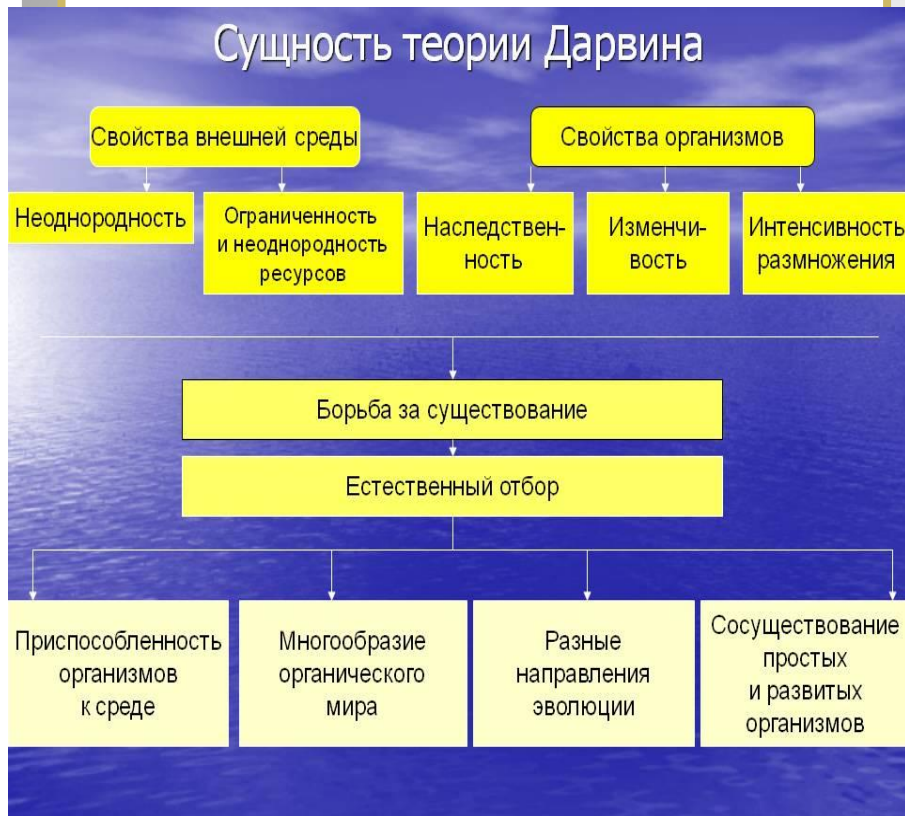 Сущность теории Дарвина
Свойства внешней среды
Свойства организмов
Неоднородность
Ограниченность
и неоднородность
ресурсов
Наследствен-
ность
Изменчи-
вость
Интенсивность
размножения
Борьба за существование
Естественный отбор
Приспособленность
организмов
к среде
Многообразие
органического
мира
Разные
направления
эволюции
Сосуществование
простых
и развитых
организмов